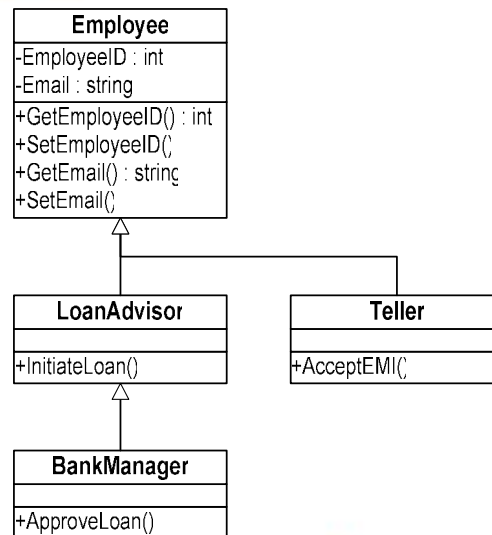 Employee
-EmployeeID : int
-Email : string
+GetEmployeeID() : int
+SetEmployeeID()
+GetEmail() : string
+SetEmail()
LoanAdvisor
+InitiateLoan()
Teller
+AcceptEMI()
BankManager
+ApproveLoan()